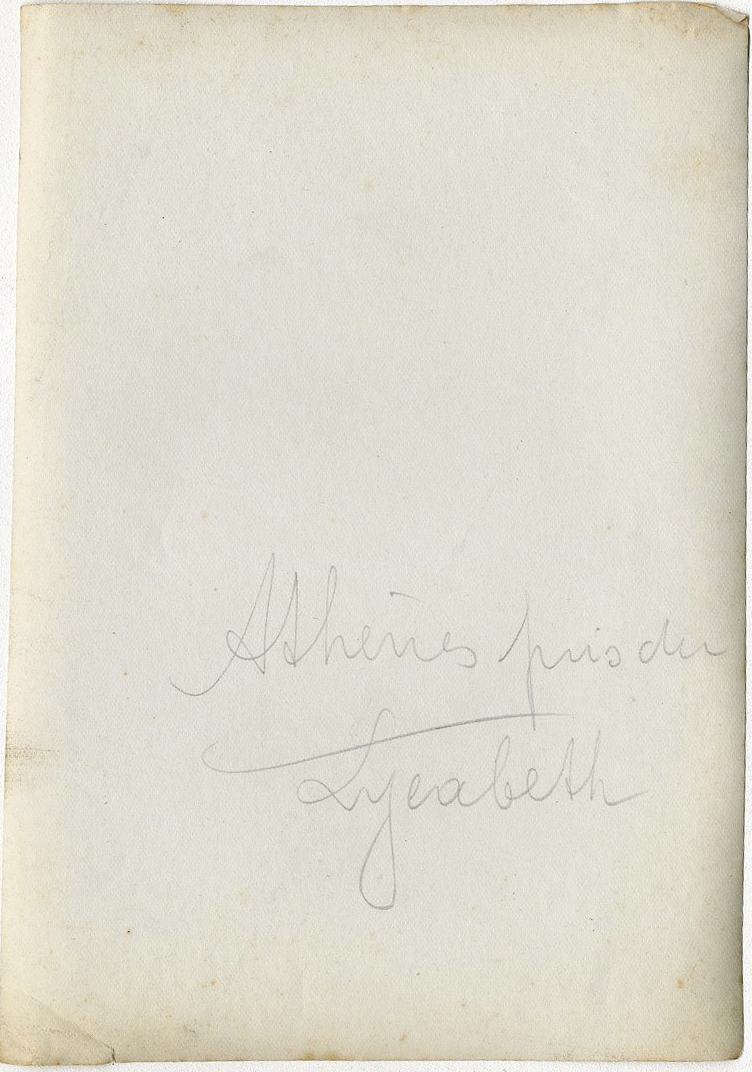 Athènes pris du
Lycabeth